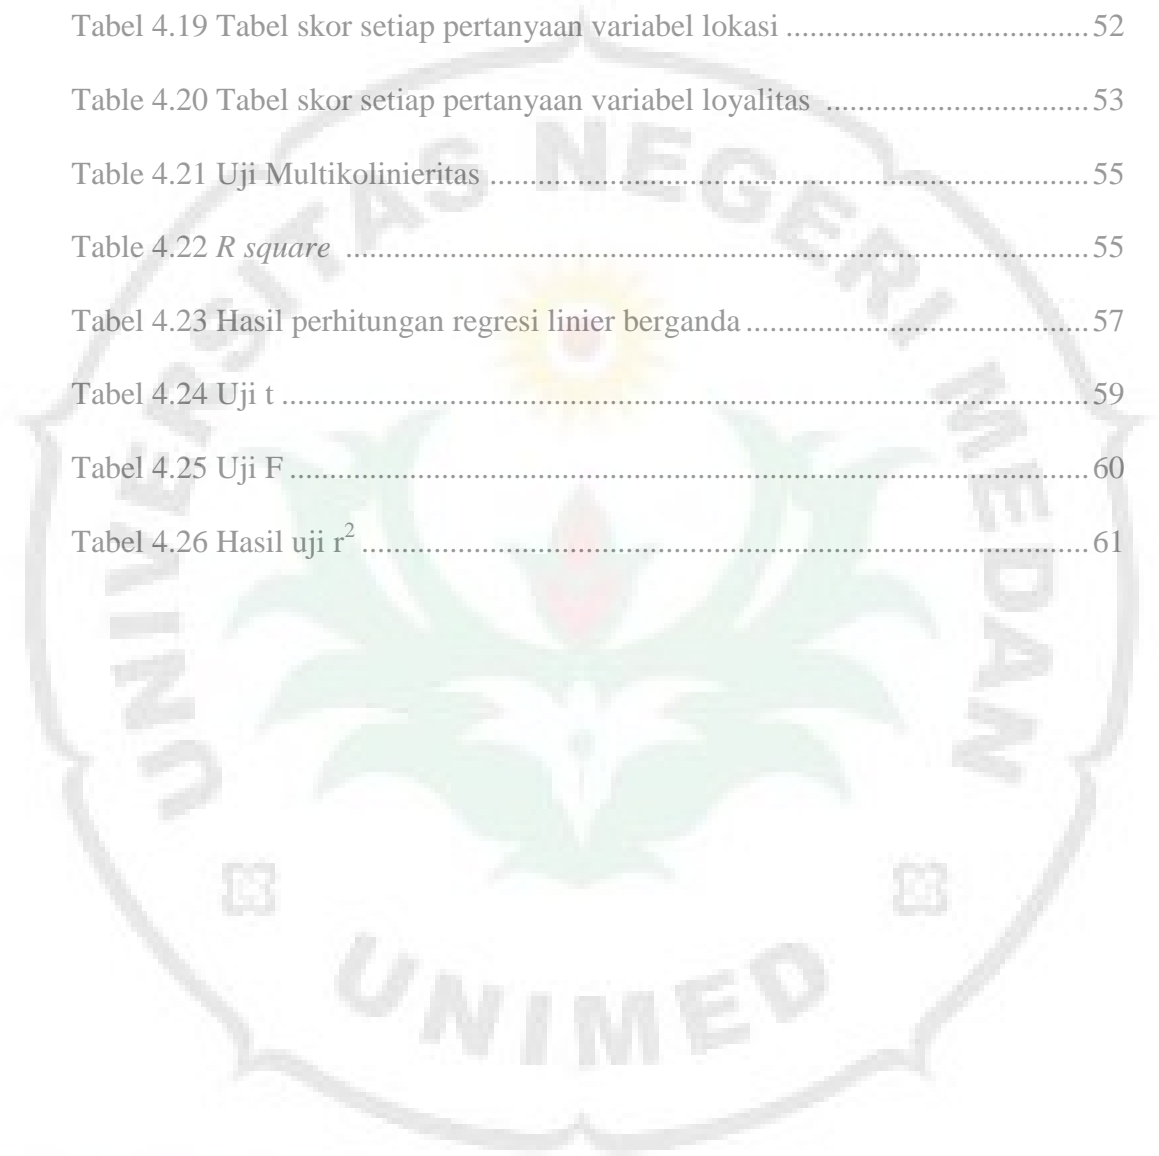 Tabel 4.19 Tabel skor setiap pertanyaan variabel lokasi ................................... 52
Table 4.20 Tabel skor setiap pertanyaan variabel loyalitas ............................... 53
Table 4.21 Uji Multikolinieritas ...................................................................... 55
Table 4.22 R square ....................................................................................... 55
Tabel 4.23 Hasil perhitungan regresi linier berganda ........................................ 57
Tabel 4.24 Uji t .............................................................................................. 59
Tabel 4.25 Uji F ............................................................................................. 60
Tabel 4.26 Hasil uji r² ..................................................................................... 61
UNIVERSITAS NEGERI MEDAN
UNIMED